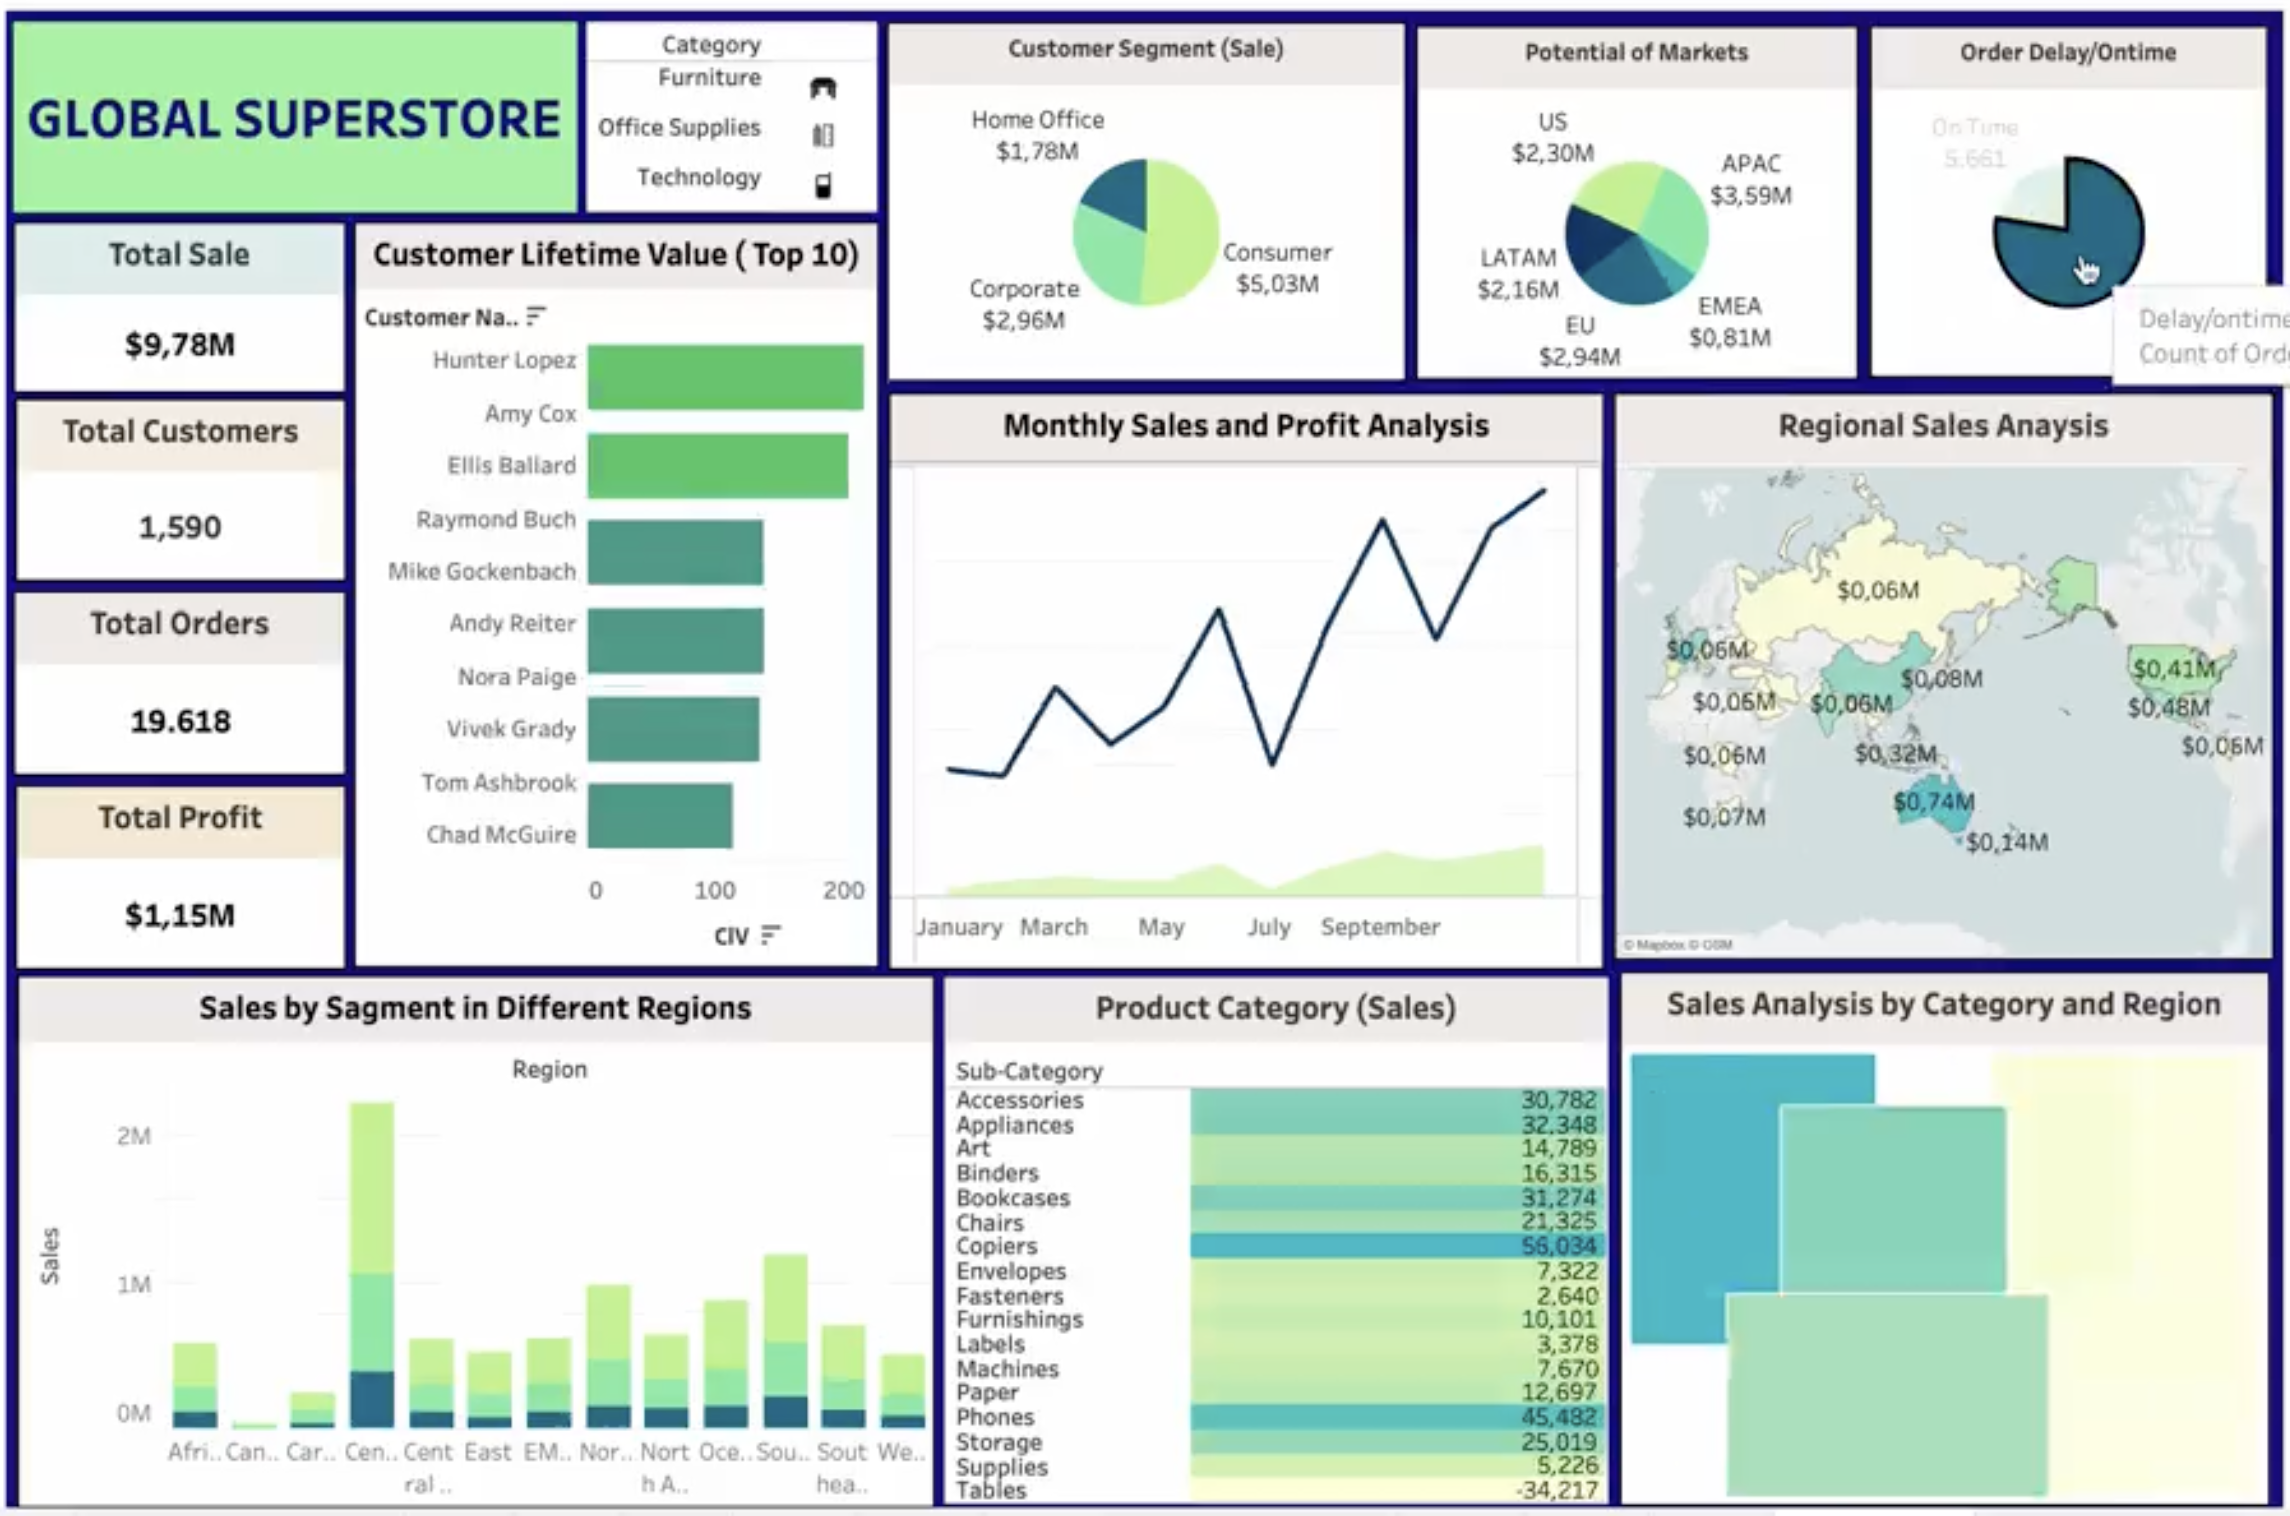 GLOBAL SUPERSTORE
Category
Furniture
Office Supplies
Technology
Customer Segment (Sale)
Home Office
$1,78M
Consumer
$5,03M
Corporate
$2,96M
Potential of Markets
US
$2,30M
APAC
$3,59M
LATAM
$2,16M
EMEA
$0,81M
EU
$2,94M
Order Delay/Ontime
On Time
5.661
Delay/ontime
Count of
Total Sale
$9,78M
Total Customers
1,590
Total Orders
19.618
Total Profit
$1,15M
Customer Lifetime Value ( Top 10)
Customer Na..
Hunter Lopez
Amy Cox
Ellis Ballard
Raymond Buch
Mike Gockenbach
Andy Reiter
Nora Paige
Vivek Grady
Tom Ashbrook
Chad McGuire
0 100 200
CIV
Monthly Sales and Profit Analysis
January March May July September
Regional Sales Anaysis
$0,06M
$0,06M
$0,41M
$0,08M
$0,06M
$0,06M
$0,48M
$0,06M
$0,32M
$0,06M
$0,74M
$0,07M
$0,14M
© Mapbox © OSM
Sales by Sagment in Different Regions
Region
Sales
2M
1M
0M
Afri.. Can.. Car.. Cen.. Cent East EM.. Nor.. Nort Oce.. Sou.. Sout We..
ral .. h A.. hea..
Product Category (Sales)
Sub-Category
Accessories 30,782
Appliances 32,348
Art 14,789
Binders 16,315
Bookcases 31,274
Chairs 21,325
Copiers 56,034
Envelopes 7,322
Fasteners 2,640
Furnishings 10,101
Labels 3,378
Machines 7,670
Paper 12,697
Phones 45,482
Storage 25,019
Supplies 5,226
Tables -34,217
Sales Analysis by Category and Region